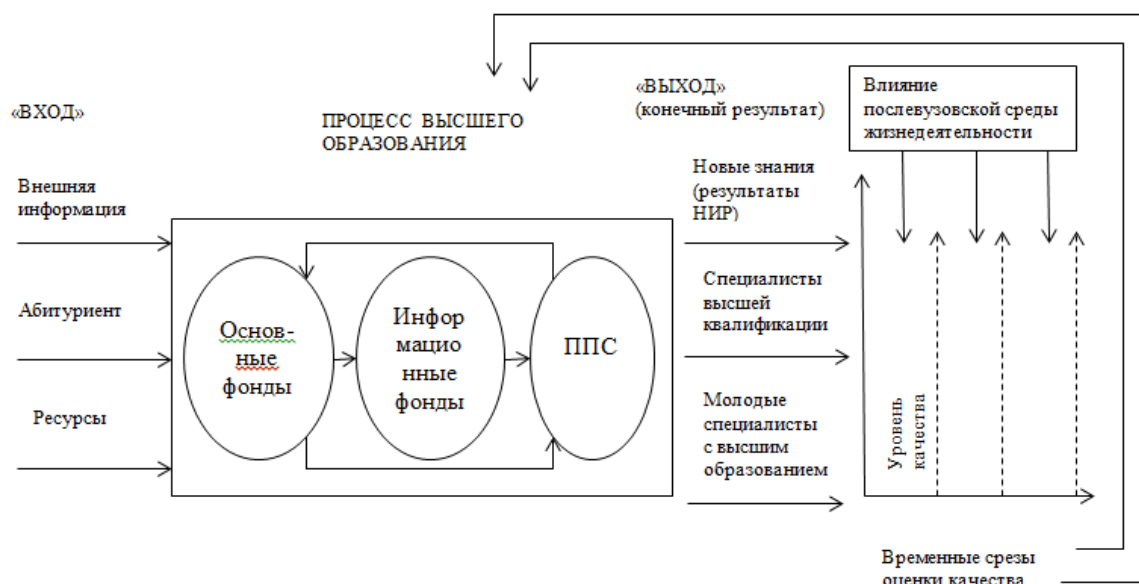 «ВХОД»
ПРОЦЕСС ВЫСШЕГО
ОБРАЗОВАНИЯ
«ВЫХОД»
(конечный результат)
Влияние
послевузовской среды
жизнедеятельности
Внешняя
информация
Абитуриент
Ресурсы
Основ-
ные
фонды
Инфор
мацио
нные
фонды
ППС
Новые знания
(результаты
НИР)
Специалисты
высшей
квалификации
Молодые
специалисты
с высшим
образованием
Уровень
качества
Временные срезы
оценки качества